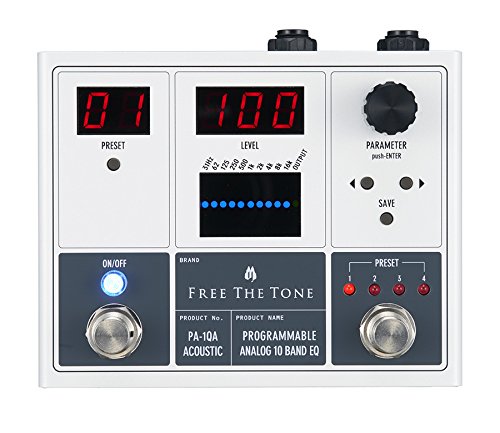 01
PRESET
100
LEVEL
31Hz 62 125 250 500 1k 2k 4k 8k 16k OUTPUT
PARAMETER
push-ENTER
SAVE
ON/OFF
BRAND
FREE THE TONE
PRODUCT No.
PA-1QA
ACOUSTIC
PRODUCT NAME
PROGRAMMABLE
ANALOG 10 BAND EQ
PRESET
1 2 3 4